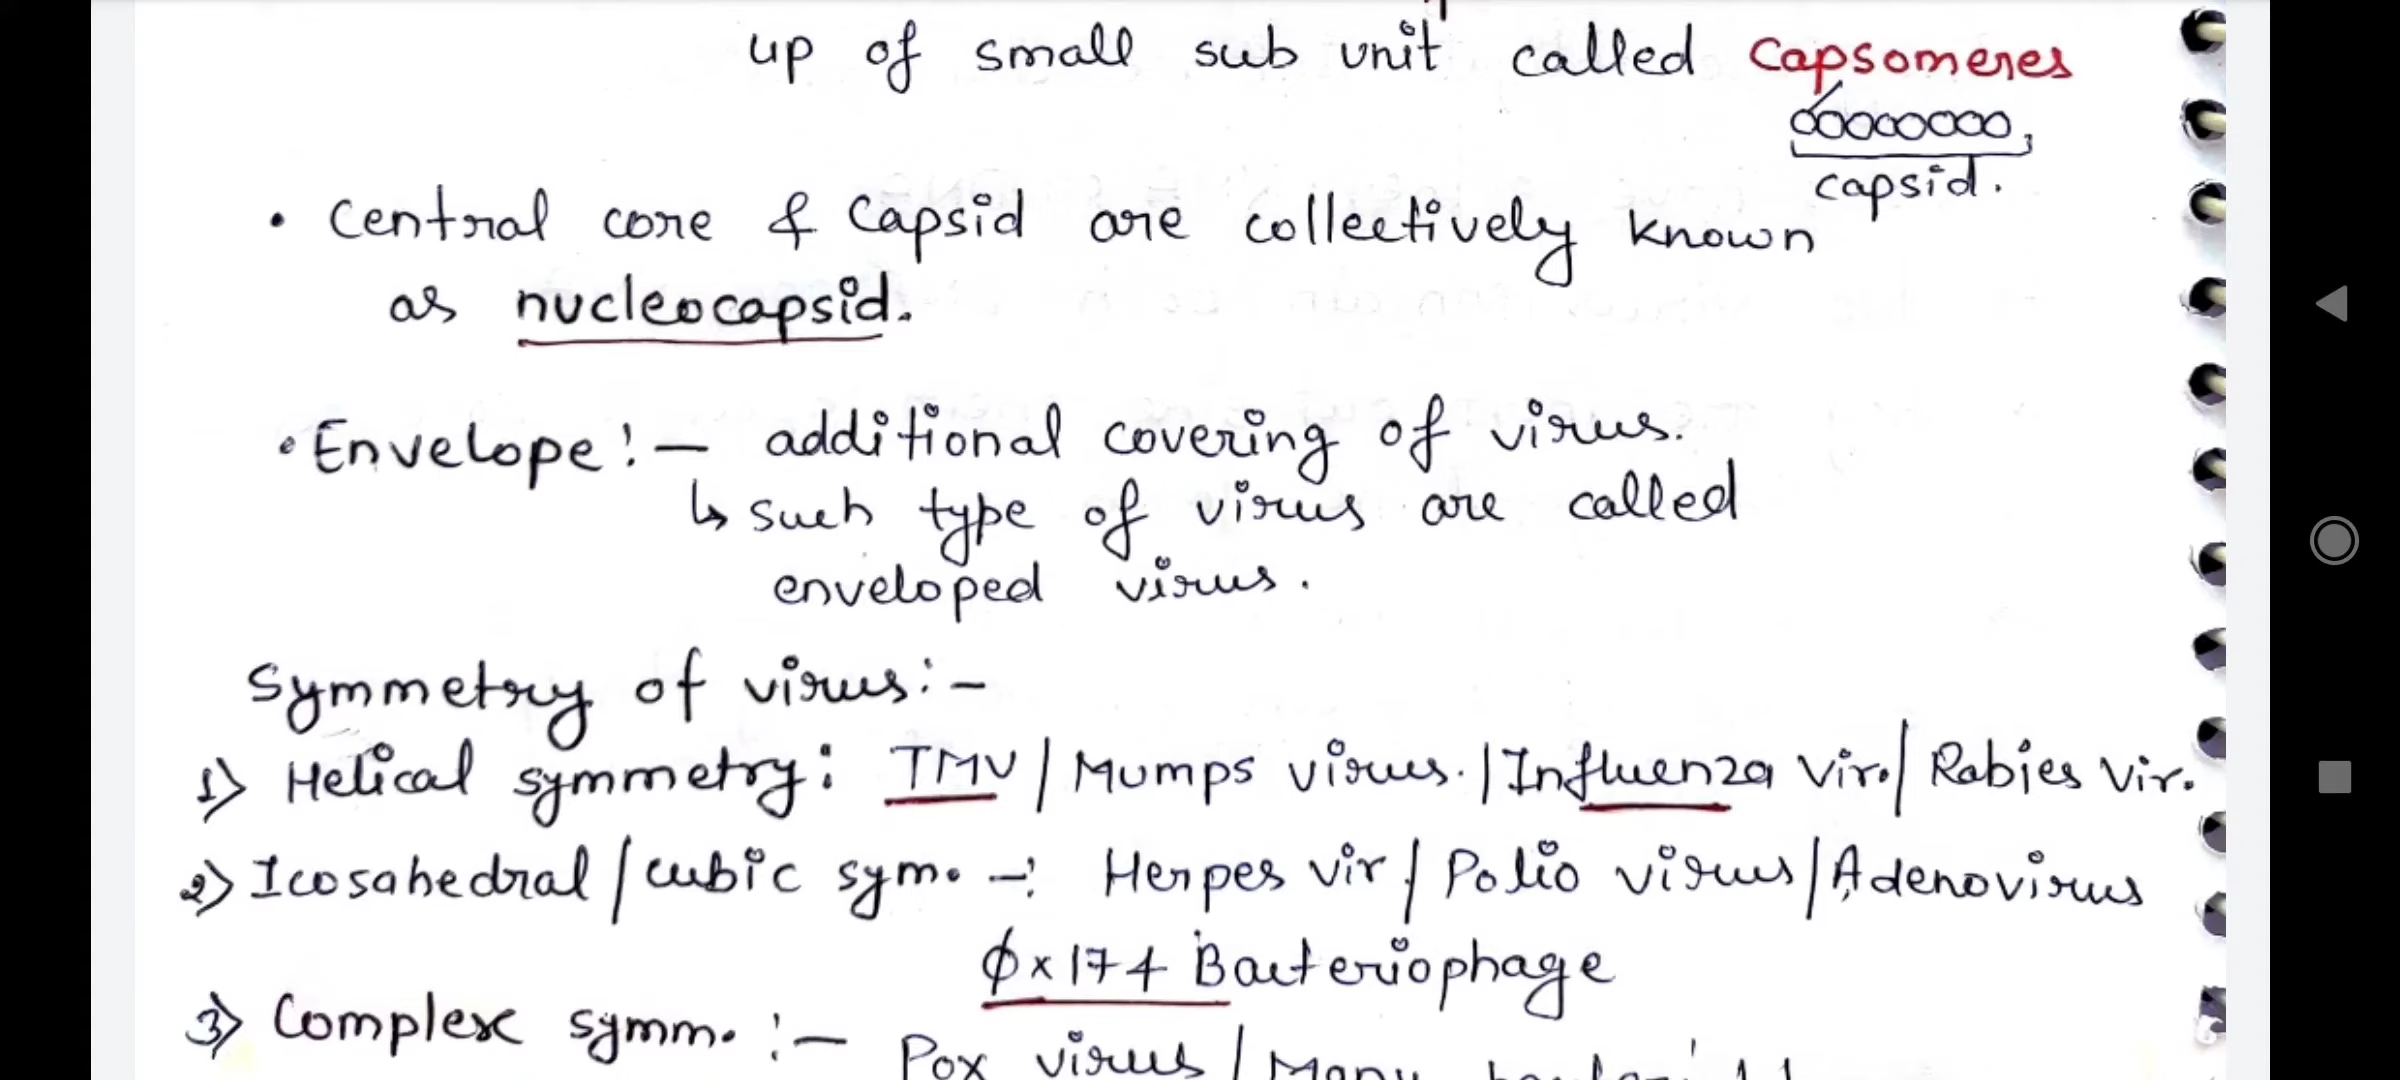 up of small sub unit called Capsomeres
capsid.
• Central core & Capsid are collectively known
as nucleocapsid.
• Envelope :- additional covering of virus.
↳ such type of virus are called
enveloped virus.
Symmetry of virus :-
1) Helical symmetry : TMV / Mumps virus. / Influenza Vir. / Rabies Vir.
2) Icosahedral / cubic sym. -: Herpes vir / Polio virus / Adenovirus
ϕx174 Bacteriophage
3) Complex symm. :- Pox virus / Many